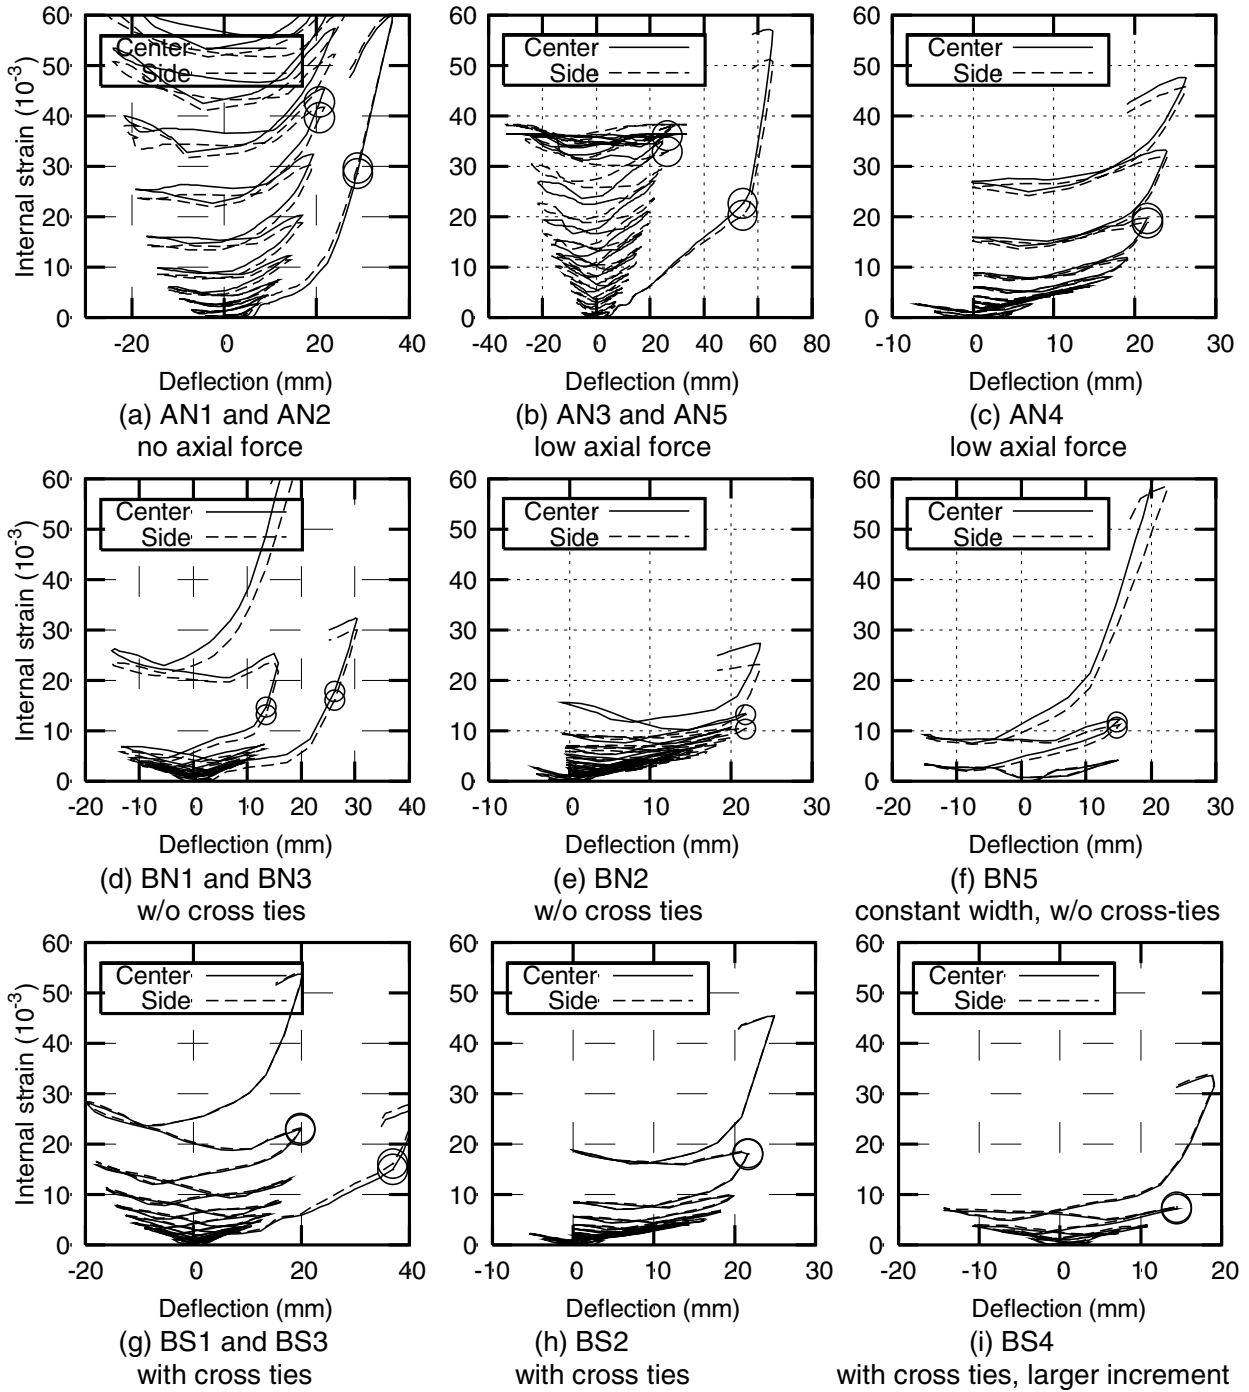 60
50
40
30
20
10
0
Internal strain (10-3)
Center
Side
-20 0 20 40
Deflection (mm)
(a) AN1 and AN2
no axial force
60
50
40
30
20
10
0
Center
Side
-40 -20 0 20 40 60 80
Deflection (mm)
(b) AN3 and AN5
low axial force
60
50
40
30
20
10
0
Center
Side
-10 0 10 20 30
Deflection (mm)
(c) AN4
low axial force
60
50
40
30
20
10
0
Internal strain (10-3)
Center
Side
-20 -10 0 10 20 30 40
Deflection (mm)
(d) BN1 and BN3
w/o cross ties
60
50
40
30
20
10
0
Center
Side
-10 0 10 20 30
Deflection (mm)
(e) BN2
w/o cross ties
60
50
40
30
20
10
0
Center
Side
-20 -10 0 10 20 30
Deflection (mm)
(f) BN5
constant width, w/o cross-ties
60
50
40
30
20
10
0
Internal strain (10-3)
Center
Side
-20 0 20 40
Deflection (mm)
(g) BS1 and BS3
with cross ties
60
50
40
30
20
10
0
Center
Side
-10 0 10 20 30
Deflection (mm)
(h) BS2
with cross ties
60
50
40
30
20
10
0
Center
Side
-20 -10 0 10 20
Deflection (mm)
(i) BS4
with cross ties, larger increment